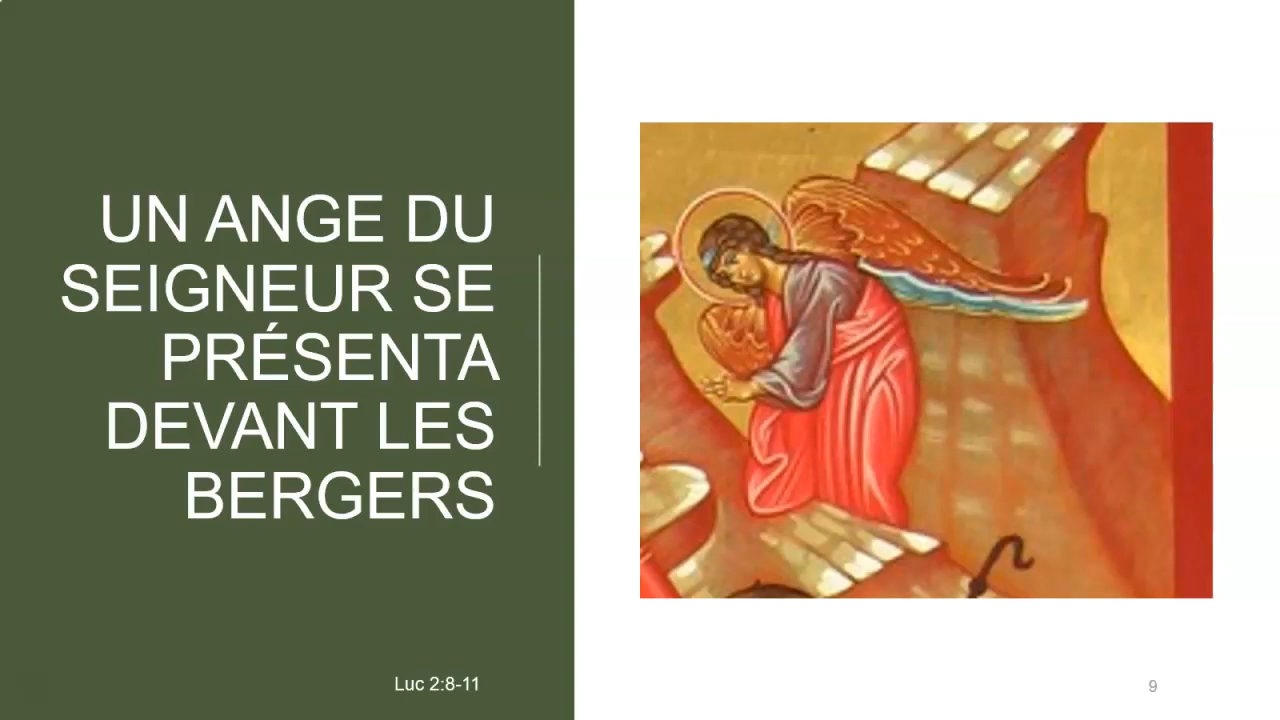 UN ANGE DU
SEIGNEUR SE
PRÉSENTA
DEVANT LES
BERGERS
Luc 2:8-11
9